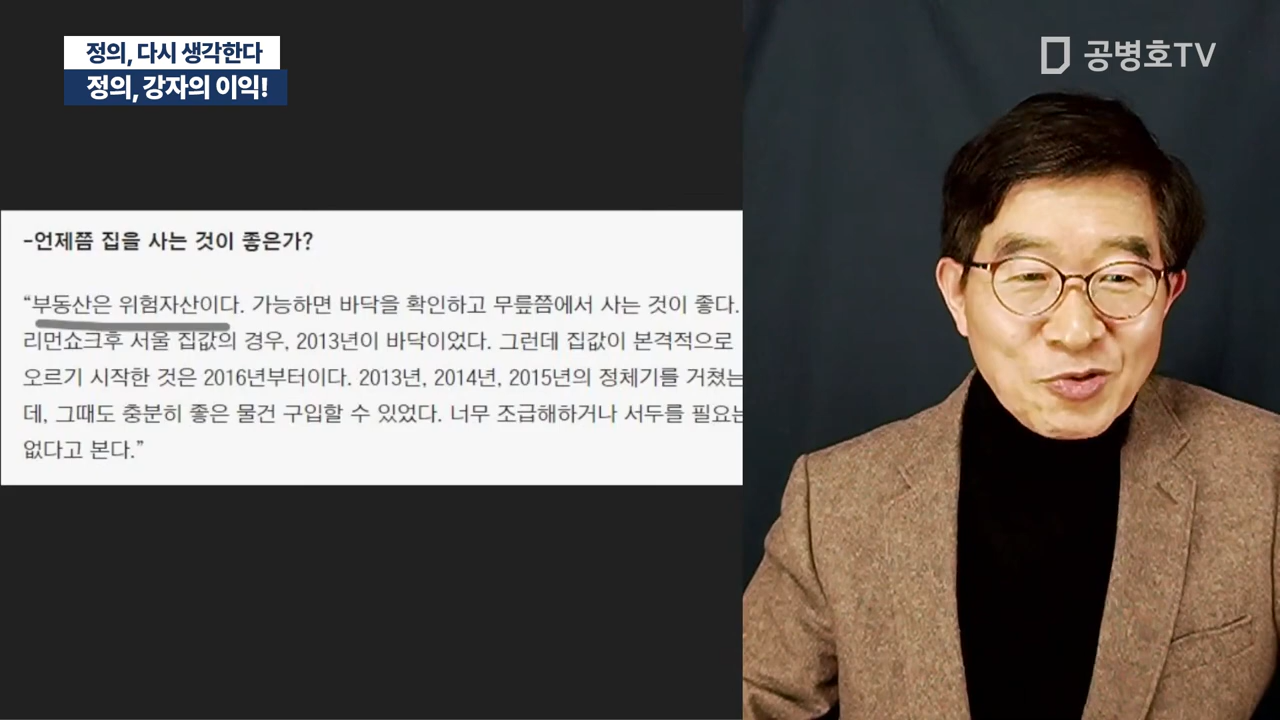 정의, 다시 생각한다
정의, 강자의 이익!
공병호TV
-언제쯤 집을 사는 것이 좋은가?
“부동산은 위험자산이다. 가능하면 바닥을 확인하고 무릎쯤에서 사는 것이 좋다.
리먼쇼크후 서울 집값의 경우, 2013년이 바닥이었다. 그런데 집값이 본격적으로
오르기 시작한 것은 2016년부터이다. 2013년, 2014년, 2015년의 정체기를 거쳤는
데, 그때도 충분히 좋은 물건 구입할 수 있었다. 너무 조급해하거나 서두를 필요는
없다고 본다.”